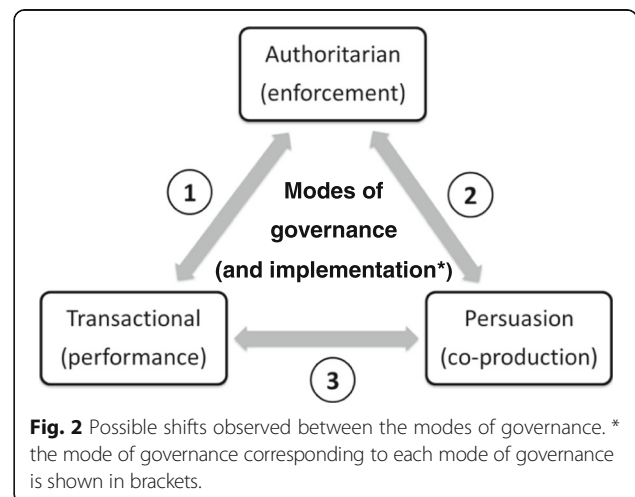 Authoritarian
(enforcement)
1
2
Modes of
governance
(and implementation*)
Transactional
(performance)
Persuasion
(co-production)
3
Fig. 2 Possible shifts observed between the modes of governance. *
the mode of governance corresponding to each mode of governance
is shown in brackets.